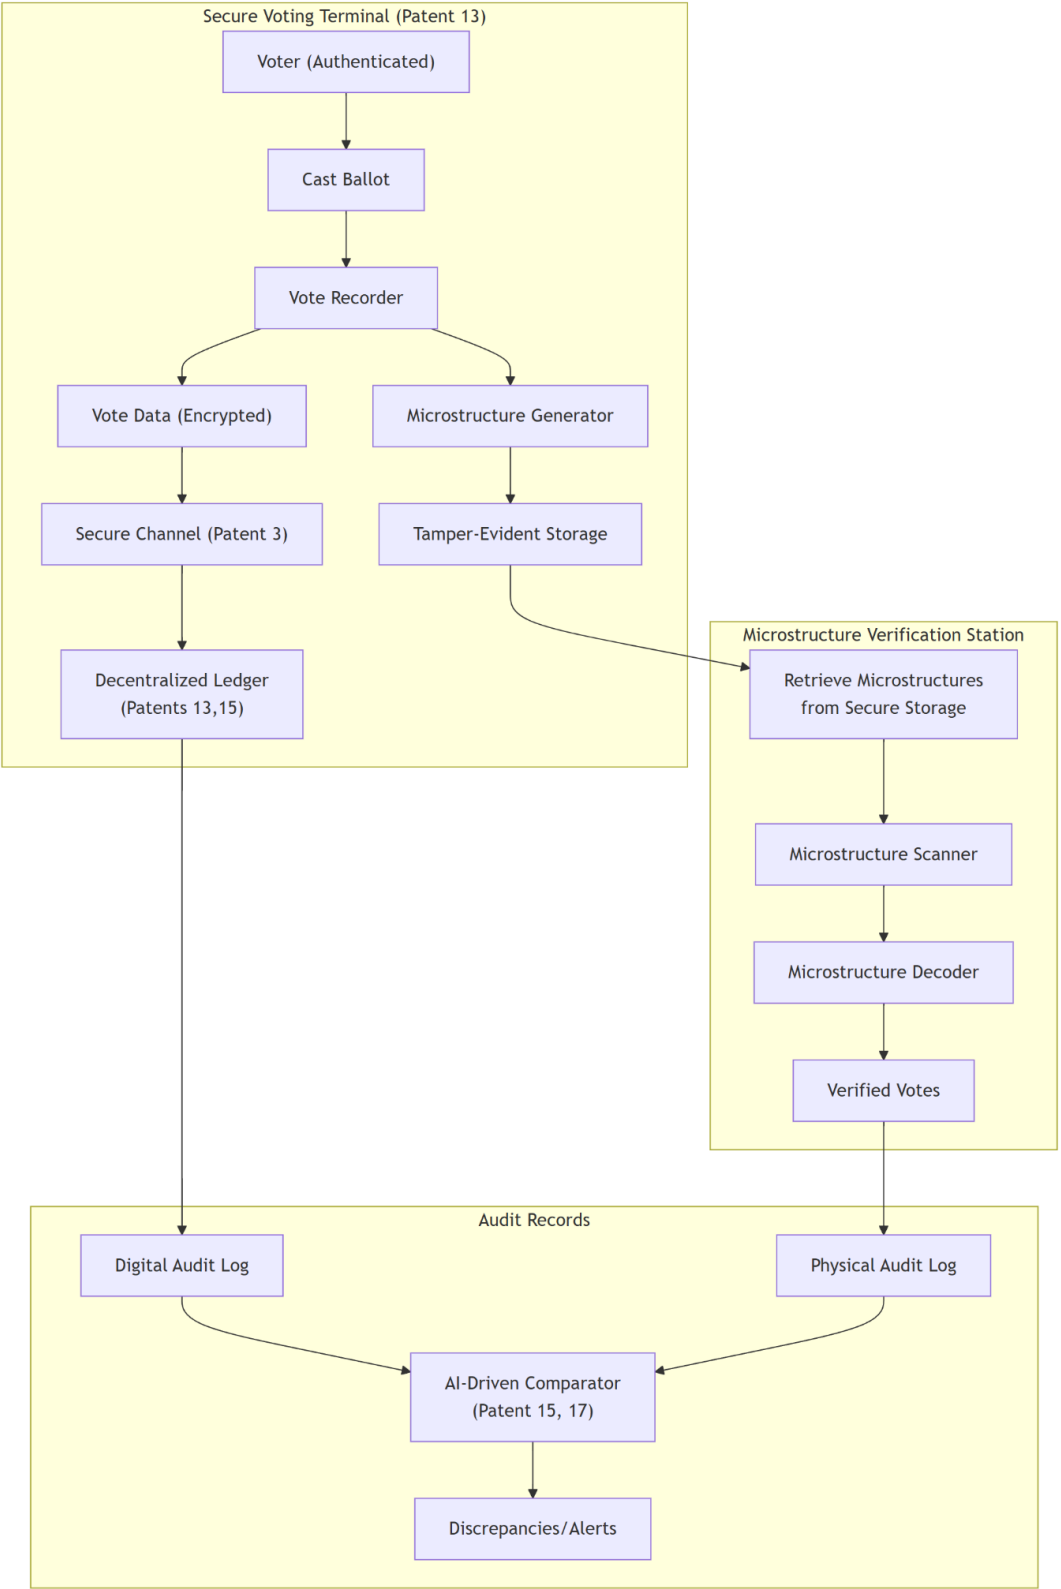 Secure Voting Terminal (Patent 13)
Voter (Authenticated)
Cast Ballot
Vote Recorder
Vote Data (Encrypted)
Microstructure Generator
Secure Channel (Patent 3)
Tamper-Evident Storage
Decentralized Ledger
(Patents 13,15)
Microstructure Verification Station
Retrieve Microstructures
from Secure Storage
Microstructure Scanner
Microstructure Decoder
Verified Votes
Audit Records
Digital Audit Log
Physical Audit Log
AI-Driven Comparator
(Patent 15, 17)
Discrepancies/Alerts